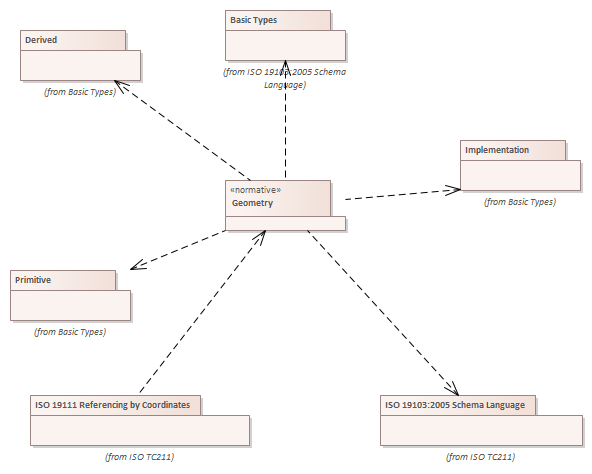 Basic Types
(from ISO 19103:2005 Schema
Language)
Derived
(from Basic Types)
Implementation
(from Basic Types)
«normative»
Geometry
Primitive
(from Basic Types)
ISO 19111 Referencing by Coordinates
(from ISO TC211)
ISO 19103:2005 Schema Language
(from ISO TC211)